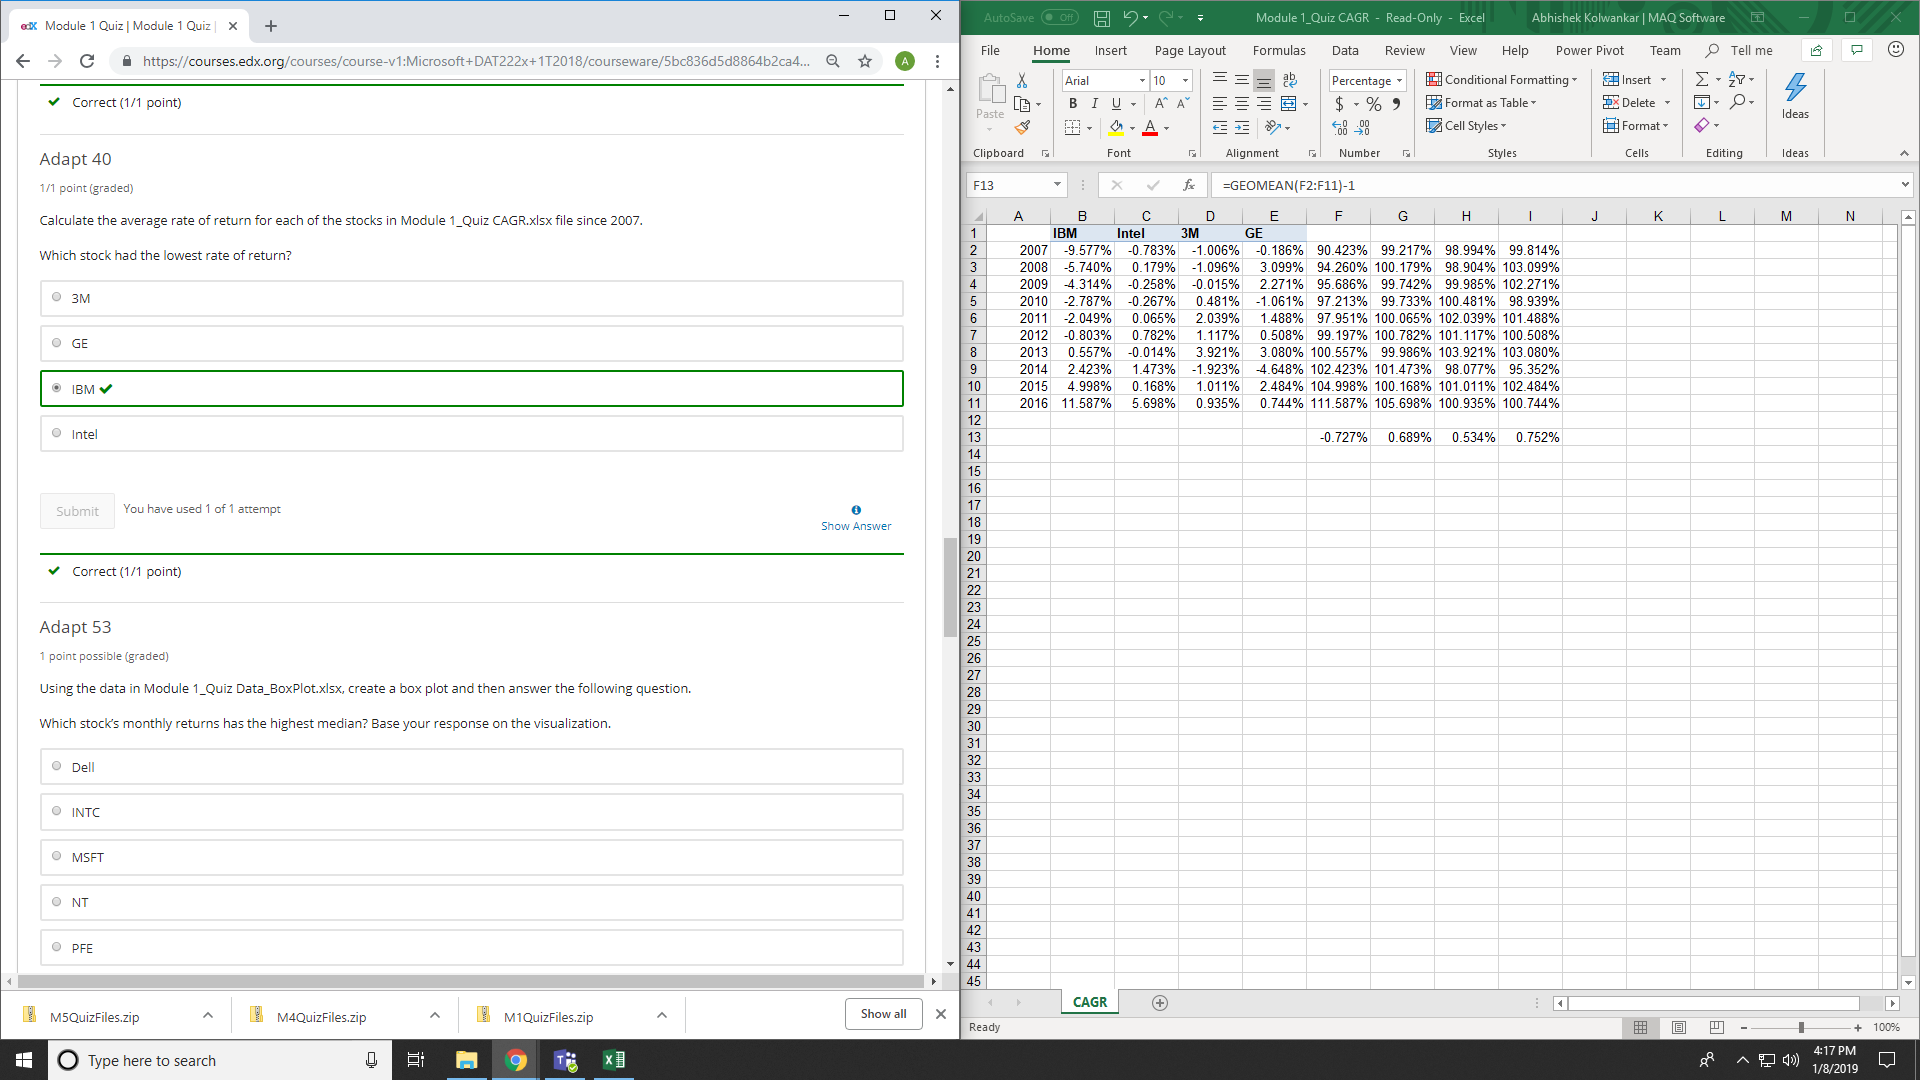 edX Module 1 Quiz | Module 1 Quiz |
https://courses.edx.org/courses/course-v1:Microsoft+DAT222x+1T2018/courseware/5bc836d5d8864b2ca4...
A
Correct (1/1 point)
Adapt 40
1/1 point (graded)
Calculate the average rate of return for each of the stocks in Module 1_Quiz CAGR.xlsx file since 2007.
Which stock had the lowest rate of return?
3M
GE
IBM
Intel
Submit
You have used 1 of 1 attempt
Show Answer
Correct (1/1 point)
Adapt 53
1 point possible (graded)
Using the data in Module 1_Quiz Data_BoxPlot.xlsx, create a box plot and then answer the following question.
Which stock's monthly returns has the highest median? Base your response on the visualization.
Dell
INTC
MSFT
NT
PFE
M5QuizFiles.zip
M4QuizFiles.zip
M1QuizFiles.zip
Show all
AutoSave Off
Module 1_Quiz CAGR - Read-Only - Excel
Abhishek Kolwankar | MAQ Software
File Home Insert Page Layout Formulas Data Review View Help Power Pivot Team Tell me
Paste
Clipboard
Arial 10
B I U
Font
Alignment
Percentage
$ % 9
Number
Conditional Formatting
Format as Table
Cell Styles
Styles
Insert
Delete
Format
Cells
Editing
Ideas
Ideas
F13
fx
=GEOMEAN(F2:F11)-1
A B C D E F G H I J K L M N
1 IBM Intel 3M GE
2 2007 -9.577% -0.783% -1.006% -0.186% 90.423% 99.217% 98.994% 99.814%
3 2008 -5.740% 0.179% -1.096% 3.099% 94.260% 100.179% 98.904% 103.099%
4 2009 -4.314% -0.258% -0.015% 2.271% 95.686% 99.742% 99.985% 102.271%
5 2010 -2.787% -0.267% 0.481% -1.061% 97.213% 99.733% 100.481% 98.939%
6 2011 -2.049% 0.065% 2.039% 1.488% 97.951% 100.065% 102.039% 101.488%
7 2012 -0.803% 0.782% 1.117% 0.508% 99.197% 100.782% 101.117% 100.508%
8 2013 0.557% -0.014% 3.921% 3.080% 100.557% 99.986% 103.921% 103.080%
9 2014 2.423% 1.473% -1.923% -4.648% 102.423% 101.473% 98.077% 95.352%
10 2015 4.998% 0.168% 1.011% 2.484% 104.998% 100.168% 101.011% 102.484%
11 2016 11.587% 5.698% 0.935% 0.744% 111.587% 105.698% 100.935% 100.744%
12
13 -0.727% 0.689% 0.534% 0.752%
14
15
16
17
18
19
20
21
22
23
24
25
26
27
28
29
30
31
32
33
34
35
36
37
38
39
40
41
42
43
44
45
CAGR
Ready
100%
Type here to search
4:17 PM
1/8/2019